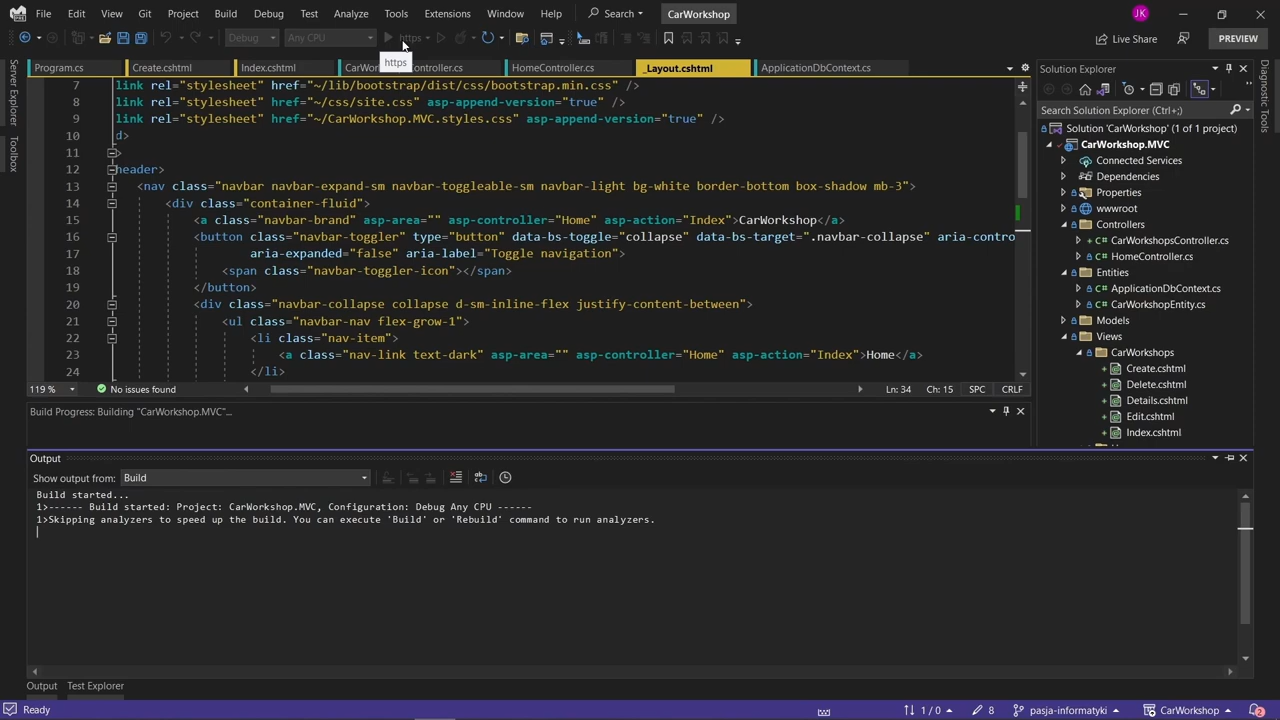 File Edit View Git Project Build Debug Test Analyze Tools Extensions Window Help Search CarWorkshop JK
Debug Any CPU https Live Share PREVIEW
https
Program.cs Create.cshtml Index.cshtml CarWo ontroller.cs HomeController.cs _Layout.cshtml ApplicationDbContext.cs
Server Explorer
Toolbox
7 link rel="stylesheet" href="~/lib/bootstrap/dist/css/bootstrap.min.css" />
8 link rel="stylesheet" href="~/css/site.css" asp-append-version="true" />
9 link rel="stylesheet" href="~/CarWorkshop.MVC.styles.css" asp-append-version="true" />
10 d>
11 >
12 header>
13 <nav class="navbar navbar-expand-sm navbar-toggleable-sm navbar-light bg-white border-bottom box-shadow mb-3">
14 <div class="container-fluid">
15 <a class="navbar-brand" asp-area="" asp-controller="Home" asp-action="Index">CarWorkshop</a>
16 <button class="navbar-toggler" type="button" data-bs-toggle="collapse" data-bs-target=".navbar-collapse" aria-contro
17 aria-expanded="false" aria-label="Toggle navigation">
18 <span class="navbar-toggler-icon"></span>
19 </button>
20 <div class="navbar-collapse collapse d-sm-inline-flex justify-content-between">
21 <ul class="navbar-nav flex-grow-1">
22 <li class="nav-item">
23 <a class="nav-link text-dark" asp-area="" asp-controller="Home" asp-action="Index">Home</a>
24 </li>
119 % No issues found Ln: 34 Ch: 15 SPC CRLF
Build Progress: Building "CarWorkshop.MVC"...
Output
Show output from: Build
Build started...
1>------ Build started: Project: CarWorkshop.MVC, Configuration: Debug Any CPU ------
1>Skipping analyzers to speed up the build. You can execute 'Build' or 'Rebuild' command to run analyzers.
Output Test Explorer
Solution Explorer
Search Solution Explorer (Ctrl+;)
Solution 'CarWorkshop' (1 of 1 project)
CarWorkshop.MVC
Connected Services
Dependencies
Properties
wwwroot
Controllers
C# CarWorkshopsController.cs
C# HomeController.cs
Entities
C# ApplicationDbContext.cs
C# CarWorkshopEntity.cs
Models
Views
CarWorkshops
Create.cshtml
Delete.cshtml
Details.cshtml
Edit.cshtml
Index.cshtml
Diagnostic Tools
Ready 1 / 0 8 pasja-informatyki CarWorkshop 2